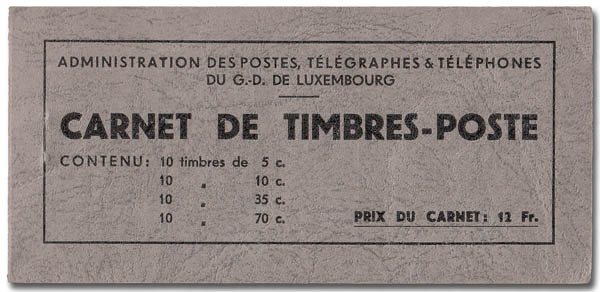 ADMINISTRATION DES POSTES, TÉLÉGRAPHES & TÉLÉPHONES
DU G.-D. DE LUXEMBOURG
CARNET DE TIMBRES-POSTE
CONTENU: 10 timbres de 5 c.
10 „ 10 c.
10 „ 35 c.
10 „ 70 c.
PRIX DU CARNET: 12 Fr.